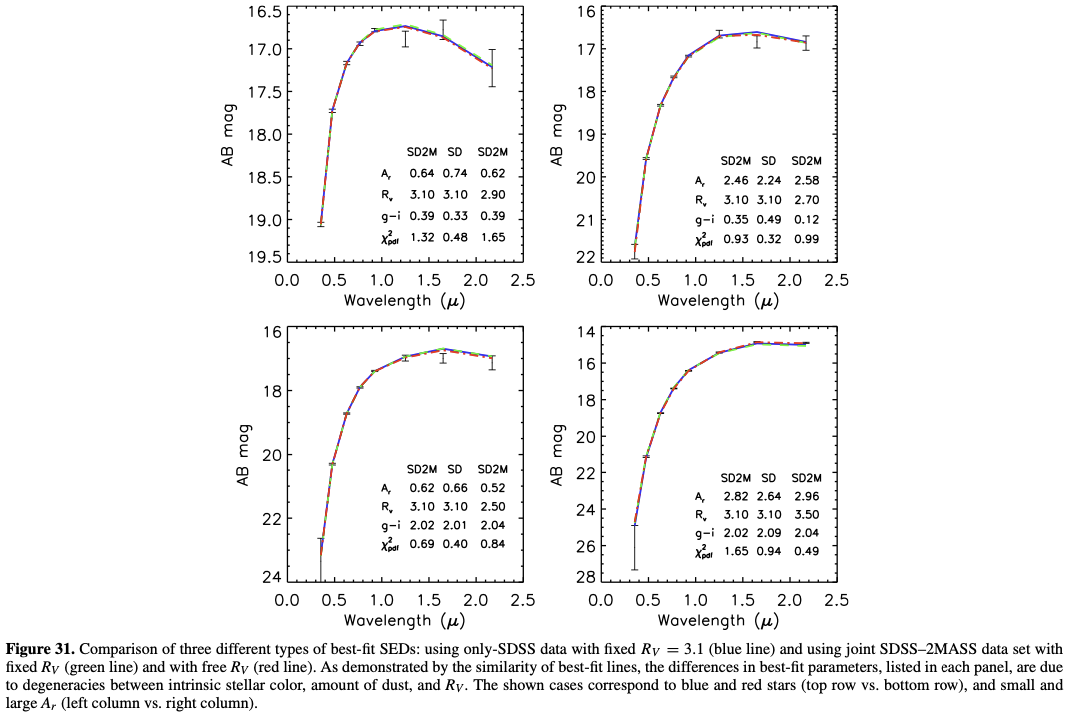 16.5
17.0
17.5
18.0
18.5
19.0
19.5
AB mag
SD2M SD SD2M
Ar 0.64 0.74 0.62
Rv 3.10 3.10 2.90
g-i 0.39 0.33 0.39
χ²pdf 1.32 0.48 1.65
0.0 0.5 1.0 1.5 2.0 2.5
Wavelength (μ)
16
17
18
19
20
21
22
AB mag
SD2M SD SD2M
Ar 2.46 2.24 2.58
Rv 3.10 3.10 2.70
g-i 0.35 0.49 0.12
χ²pdf 0.93 0.32 0.99
0.0 0.5 1.0 1.5 2.0 2.5
Wavelength (μ)
16
18
20
22
24
AB mag
SD2M SD SD2M
Ar 0.62 0.66 0.52
Rv 3.10 3.10 2.50
g-i 2.02 2.01 2.04
χ²pdf 0.69 0.40 0.84
0.0 0.5 1.0 1.5 2.0 2.5
Wavelength (μ)
14
16
18
20
22
24
26
28
AB mag
SD2M SD SD2M
Ar 2.82 2.64 2.96
Rv 3.10 3.10 3.50
g-i 2.02 2.09 2.04
χ²pdf 1.65 0.94 0.49
0.0 0.5 1.0 1.5 2.0 2.5
Wavelength (μ)
Figure 31. Comparison of three different types of best-fit SEDs: using only-SDSS data with fixed RV = 3.1 (blue line) and using joint SDSS–2MASS data set with
fixed RV (green line) and with free RV (red line). As demonstrated by the similarity of best-fit lines, the differences in best-fit parameters, listed in each panel, are due
to degeneracies between intrinsic stellar color, amount of dust, and RV. The shown cases correspond to blue and red stars (top row vs. bottom row), and small and
large Ar (left column vs. right column).